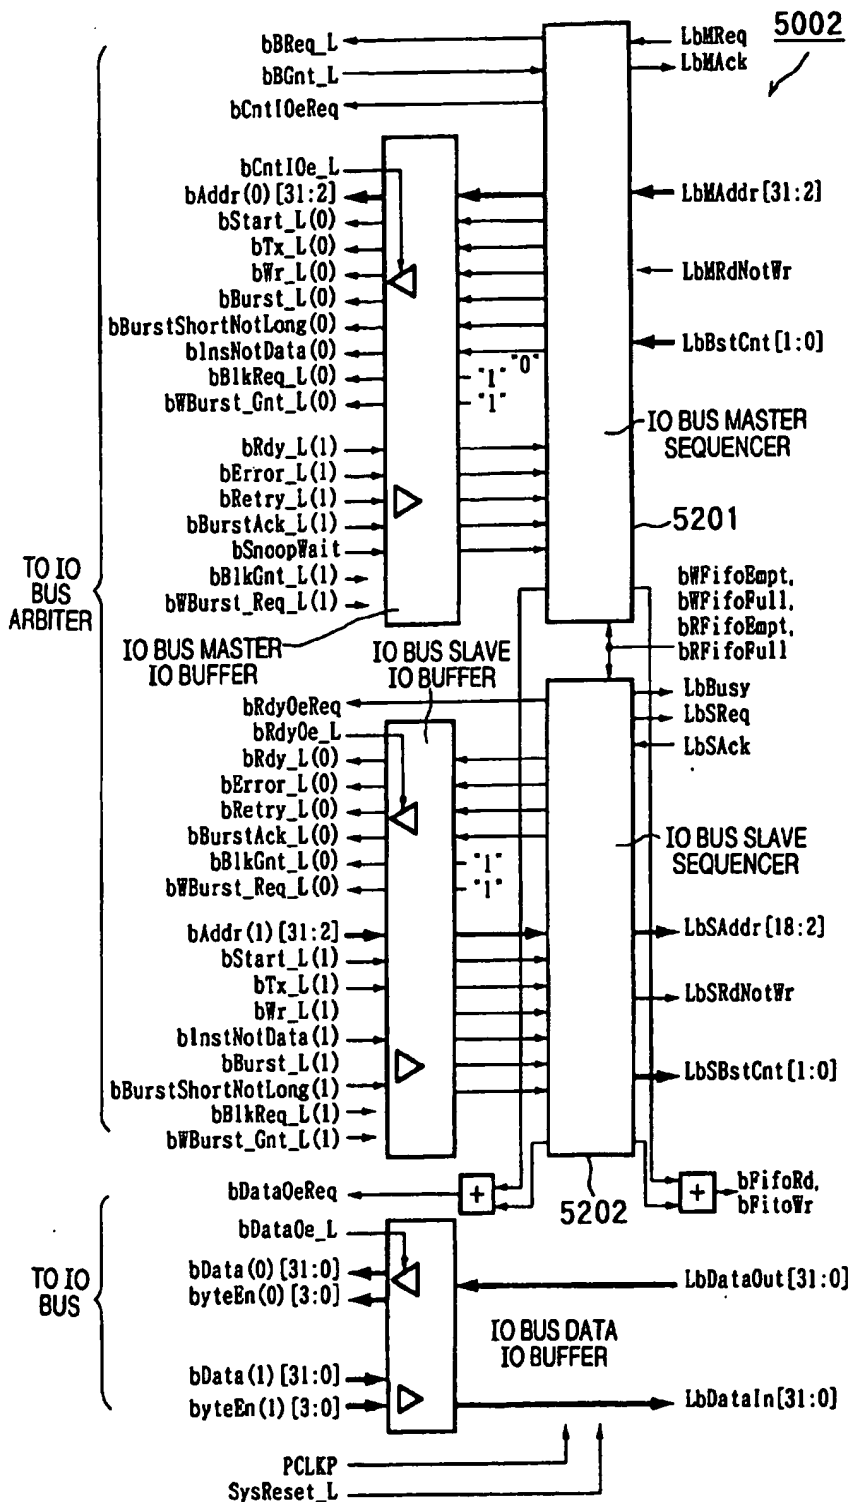 5002
bBReq_L
LbMReq
bBGnt_L
LbMAck
bCntIOeReq
bCntIOe_L
bAddr(0)[31:2]
LbMAddr[31:2]
bStart_L(0)
bTx_L(0)
bWr_L(0)
LbMRdNotWr
bBurst_L(0)
bBurstShortNotLong(0)
LbBstCnt[1:0]
bInsNotData(0)
"0"
bBlkReq_L(0)
"1"
bWBurst_Gnt_L(0)
"1"
IO BUS MASTER
SEQUENCER
bRdy_L(1)
bError_L(1)
bRetry_L(1)
bBurstAck_L(1)
5201
bSnoopWait
bBlkGnt_L(1)
bWBurst_Req_L(1)
TO IO
BUS
ARBITER
bWFifoEmpt,
bWFifoFull,
bRFifoEmpt,
bRFifoFull
IO BUS MASTER
IO BUFFER
IO BUS SLAVE
IO BUFFER
bRdyOeReq
LbBusy
LbSReq
bRdyOe_L
LbSAck
bRdy_L(0)
bError_L(0)
bRetry_L(0)
bBurstAck_L(0)
bBlkGnt_L(0)
"1"
bWBurst_Req_L(0)
"1"
IO BUS SLAVE
SEQUENCER
bAddr(1)[31:2]
LbSAddr[18:2]
bStart_L(1)
bTx_L(1)
LbSRdNotWr
bWr_L(1)
bInstNotData(1)
bBurst_L(1)
LbSBstCnt[1:0]
bBurstShortNotLong(1)
bBlkReq_L(1)
bWBurst_Gnt_L(1)
bDataOeReq
+
5202
+
bFifoRd,
bFitoWr
bDataOe_L
TO IO
BUS
bData(0)[31:0]
LbDataOut[31:0]
byteEn(0)[3:0]
IO BUS DATA
IO BUFFER
bData(1)[31:0]
byteEn(1)[3:0]
LbDataIn[31:0]
PCLKP
SysReset_L